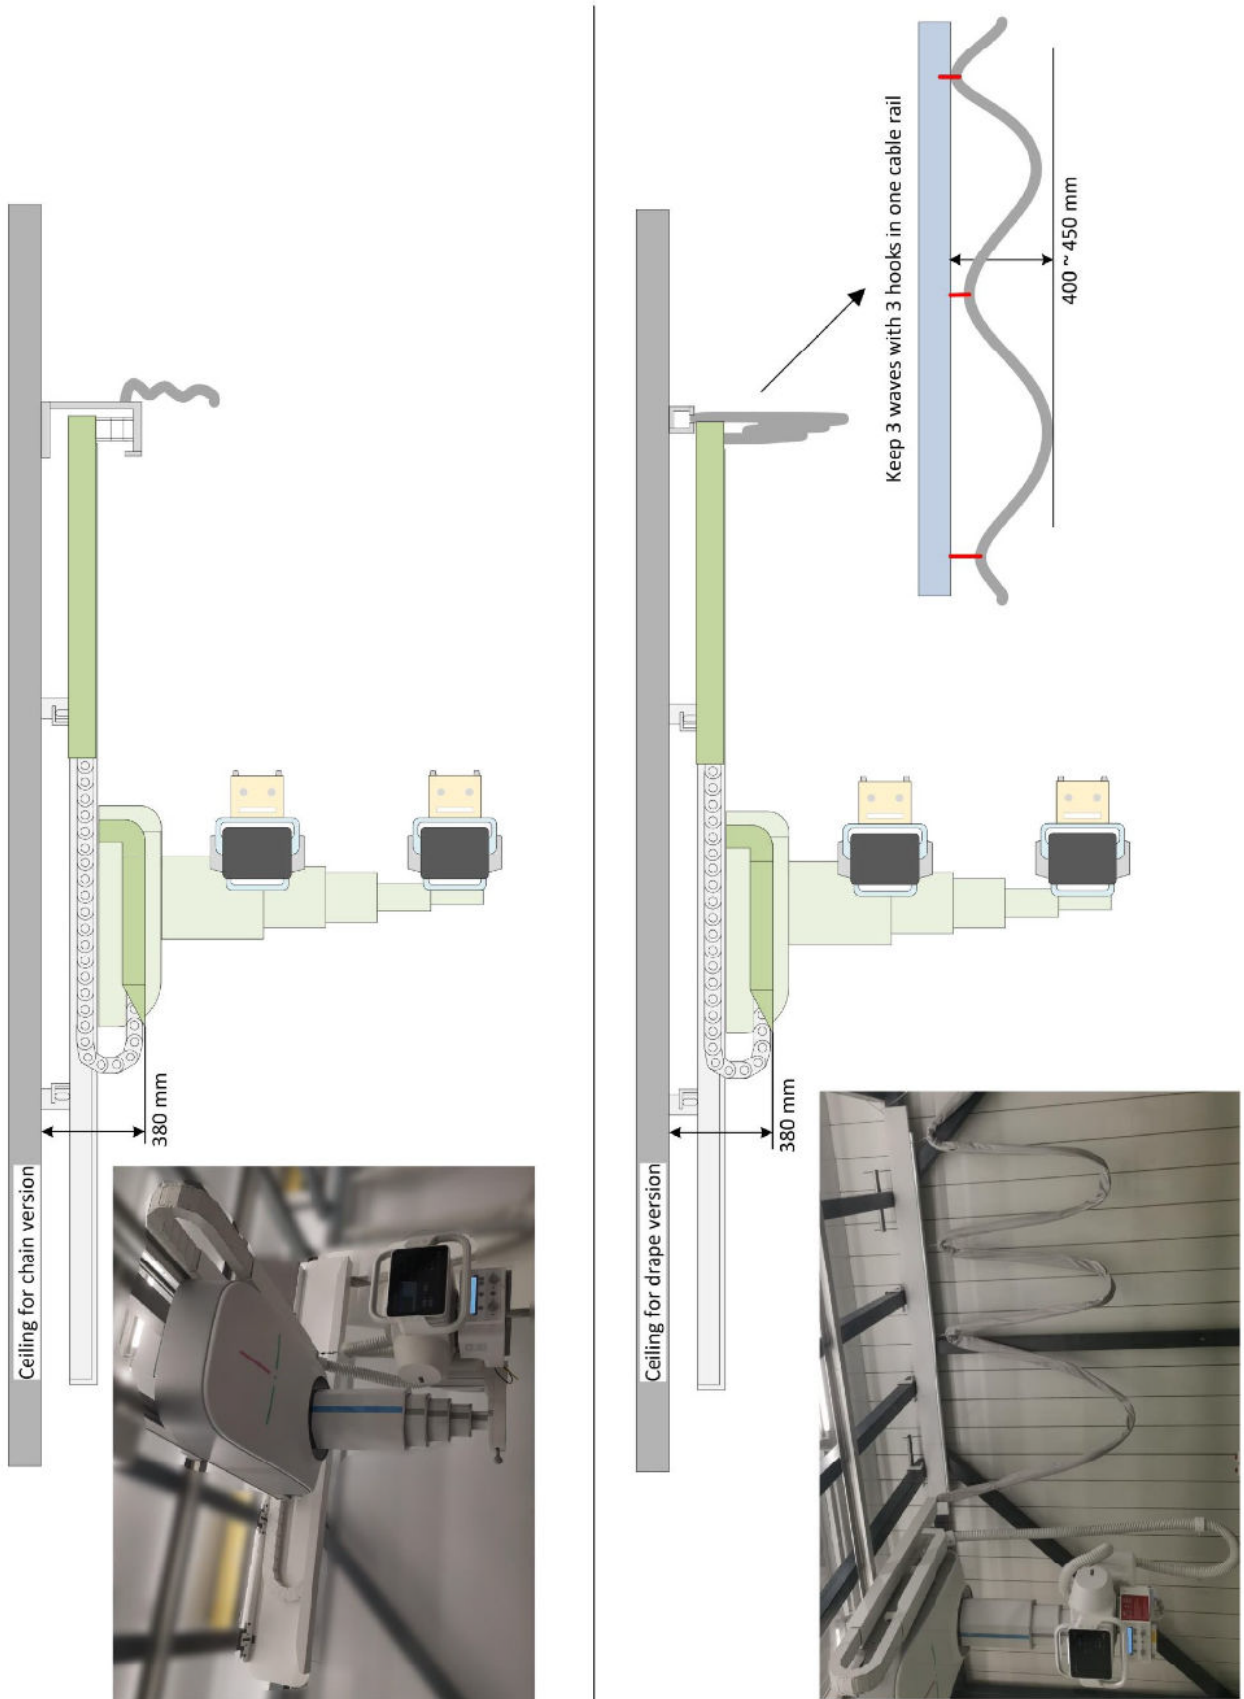 Ceiling for chain version
380 mm
Ceiling for drape version
380 mm
Keep 3 waves with 3 hooks in one cable rail
400 ~ 450 mm